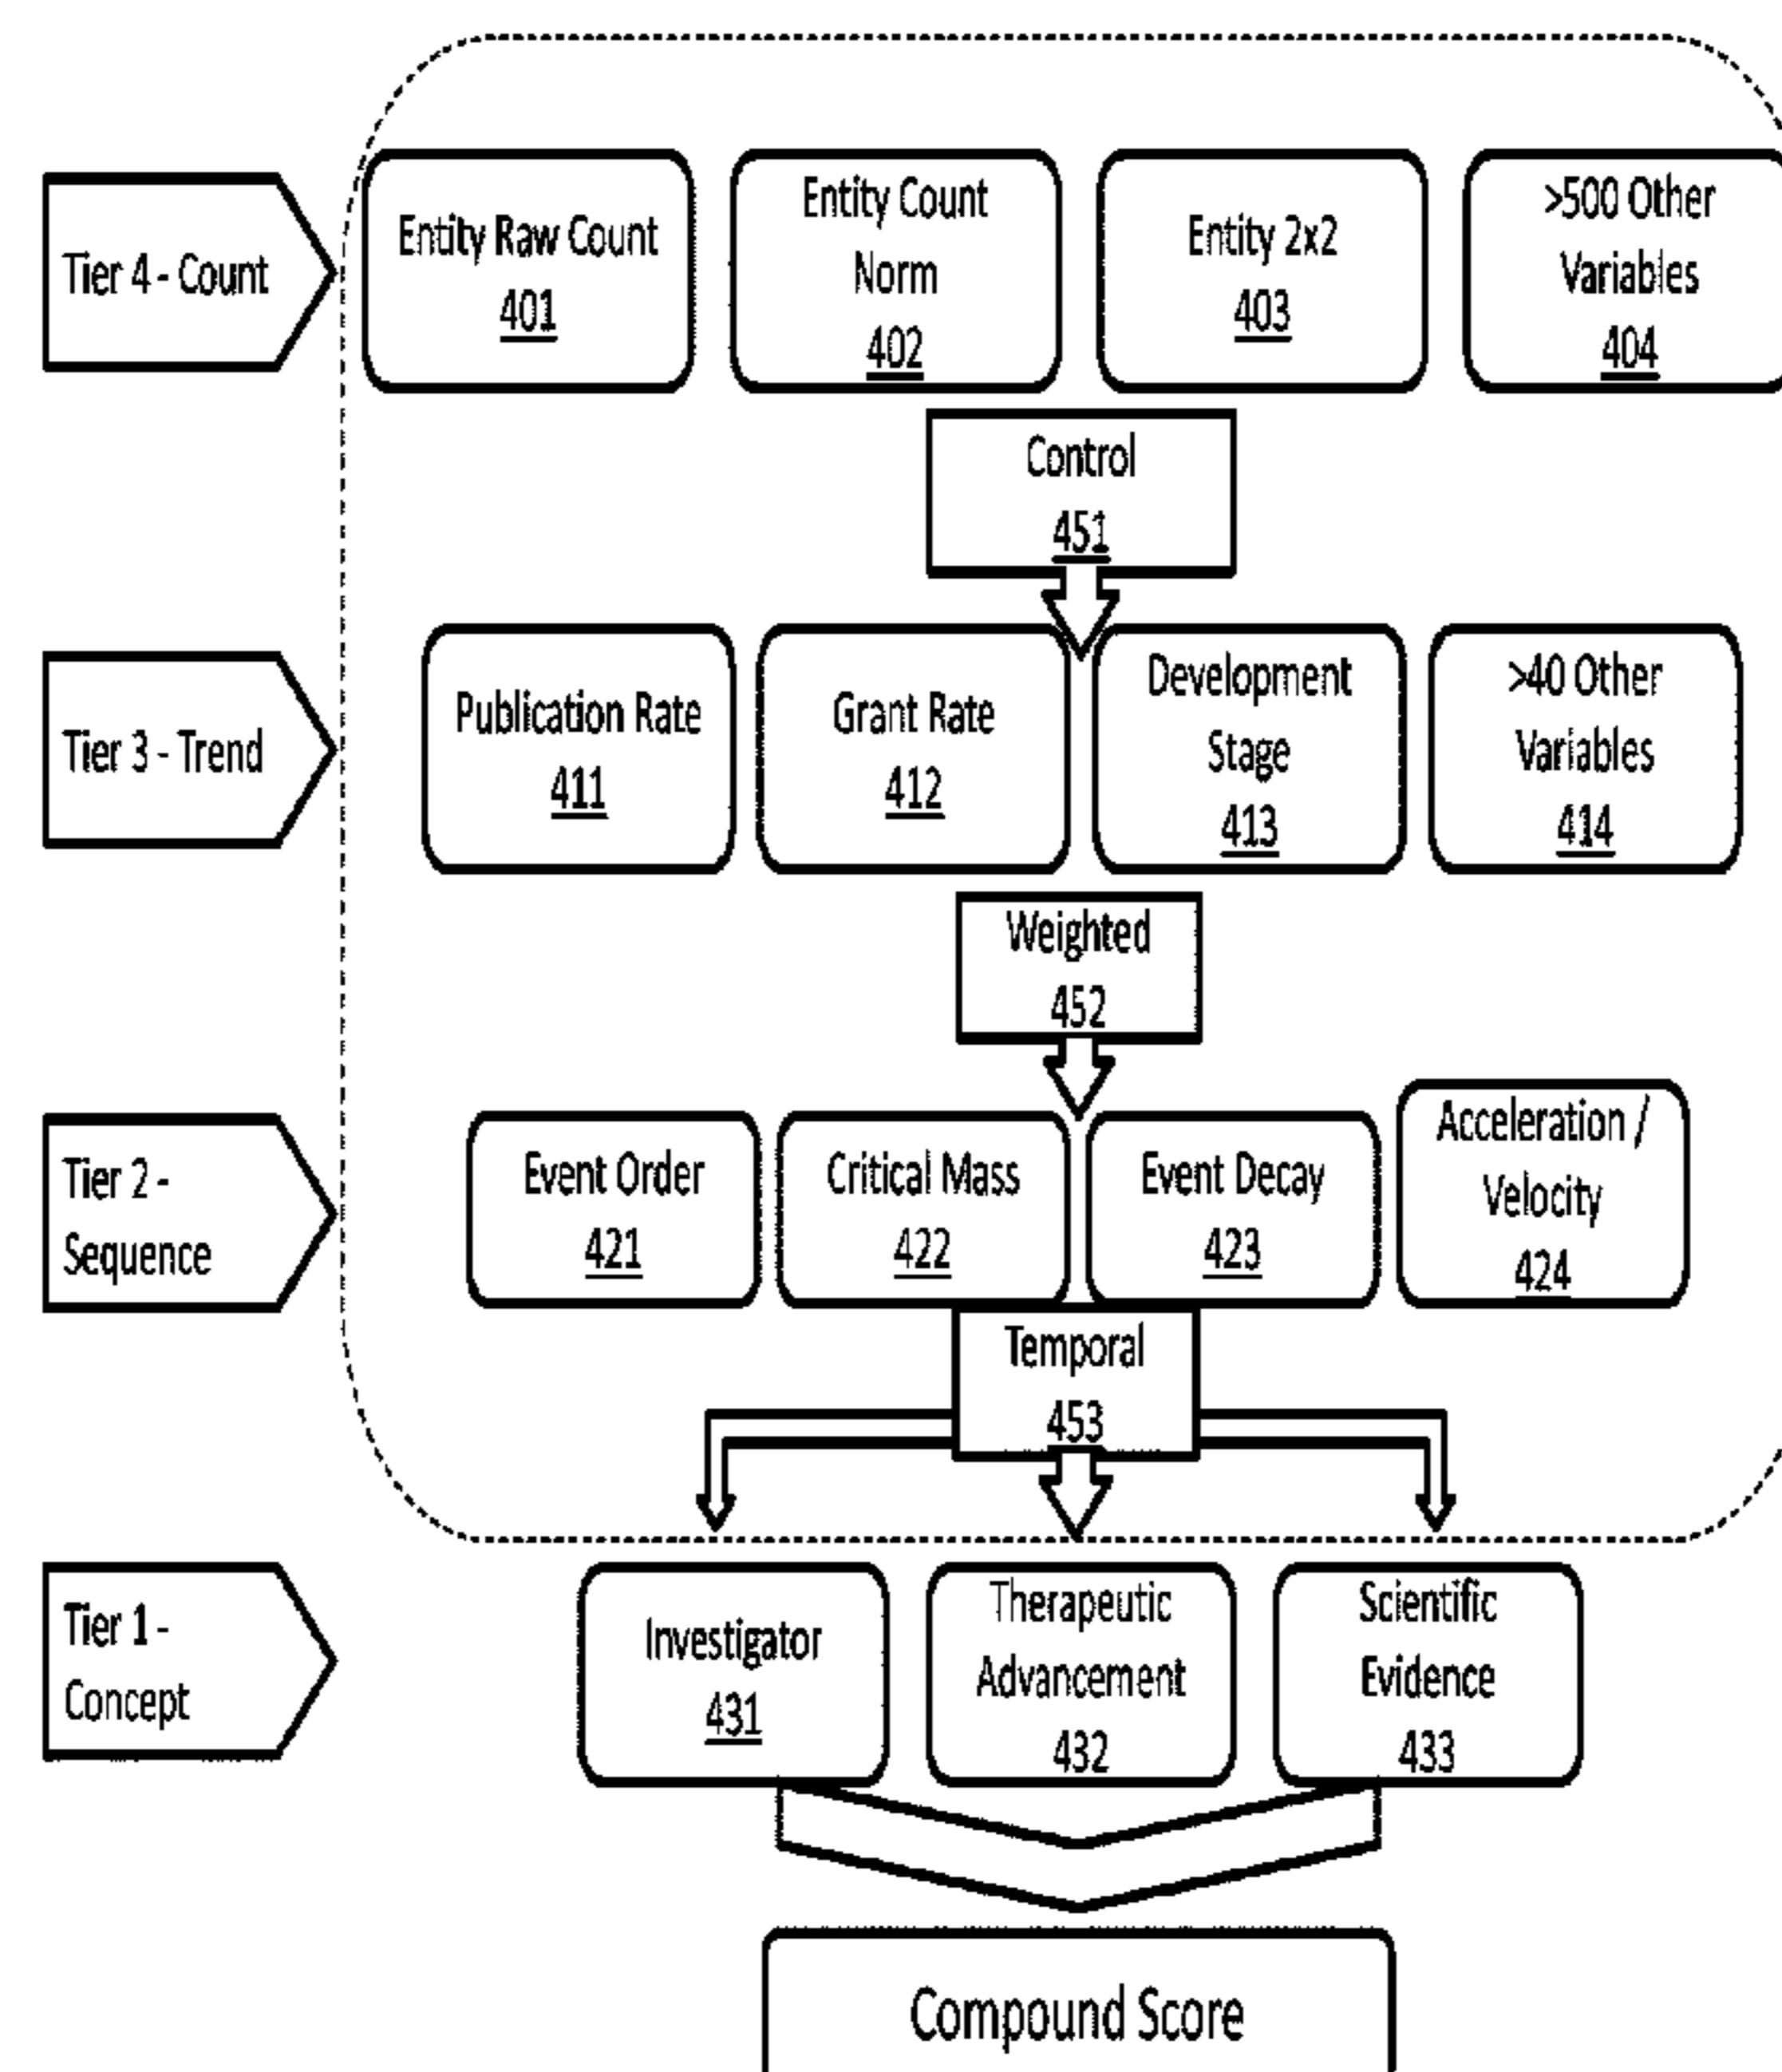 Tier 4 - Count
Entity Raw Count
401
Entity Count
Norm
402
Entity 2x2
403
>500 Other
Variables
404
Control
451
Tier 3 - Trend
Publication Rate
411
Grant Rate
412
Development
Stage
413
>40 Other
Variables
414
Weighted
452
Tier 2 -
Sequence
Event Order
421
Critical Mass
422
Event Decay
423
Acceleration /
Velocity
424
Temporal
453
Tier 1 -
Concept
Investigator
431
Therapeutic
Advancement
432
Scientific
Evidence
433
Compound Score